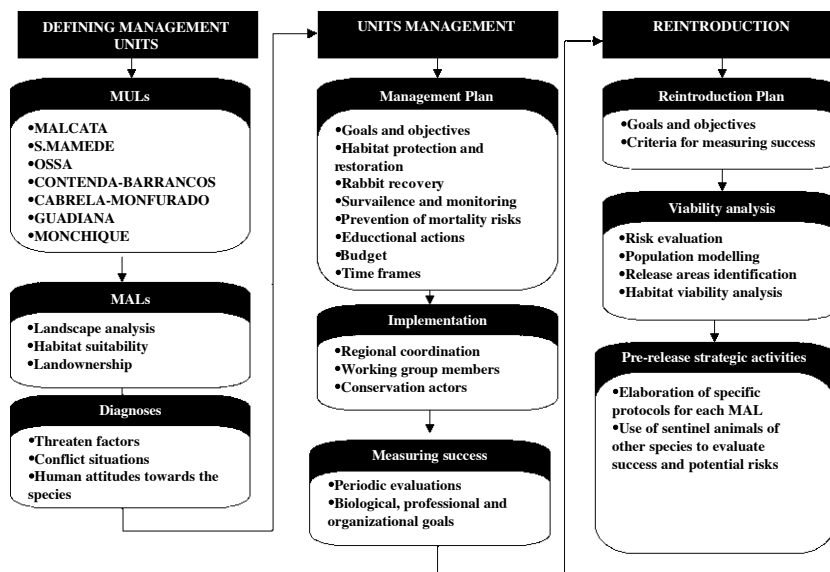 DEFINING MANAGEMENT
UNITS
MULs
•MALCATA
•S.MAMEDE
•OSSA
•CONTENDA-BARRANCOS
•CABRELA-MONFURADO
•GUADIANA
•MONCHIQUE
MALs
•Landscape analysis
•Habitat suitability
•Landownership
Diagnoses
•Threaten factors
•Conflict situations
•Human attitudes towards the
species
UNITS MANAGEMENT
Management Plan
•Goals and objectives
•Habitat protection and
restoration
•Rabbit recovery
•Survailence and monitoring
•Prevention of mortality risks
•Educctional actions
•Budget
•Time frames
Implementation
•Regional coordination
•Working group members
•Conservation actors
Measuring success
•Periodic evaluations
•Biological, professional and
organizational goals
REINTRODUCTION
Reintroduction Plan
•Goals and objectives
•Criteria for measuring success
Viability analysis
•Risk evaluation
•Population modelling
•Release areas identification
•Habitat viability analysis
Pre-release strategic activities
•Elaboration of specific
protocols for each MAL
•Use of sentinel animals of
other species to evaluate
success and potential risks